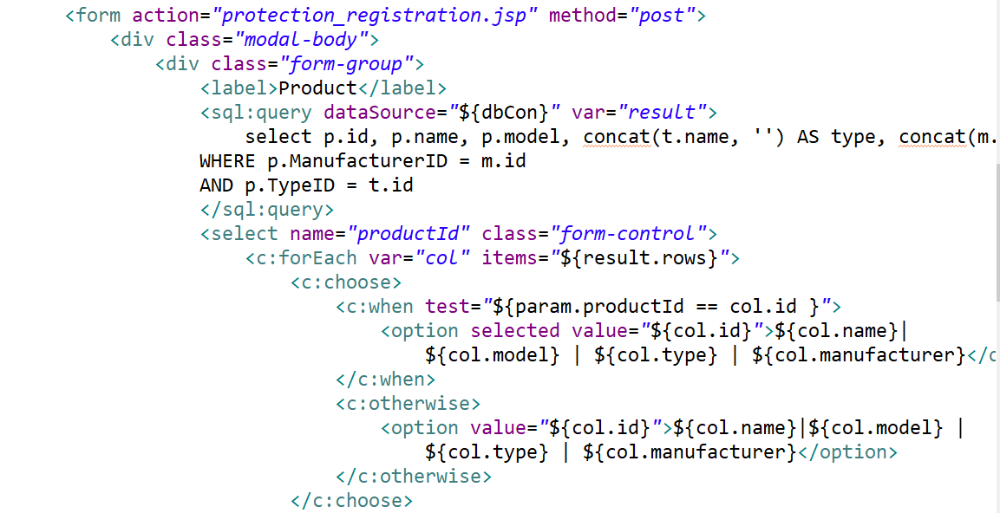 <form action="protection_registration.jsp" method="post">
<div class="modal-body">
<div class="form-group">
<label>Product</label>
<sql:query dataSource="${dbCon}" var="result">
select p.id, p.name, p.model, concat(t.name, '') AS type, concat(m.
WHERE p.ManufacturerID = m.id
AND p.TypeID = t.id
</sql:query>
<select name="productId" class="form-control">
<c:forEach var="col" items="${result.rows}">
<c:choose>
<c:when test="${param.productId == col.id }">
<option selected value="${col.id}">${col.name}|
${col.model} | ${col.type} | ${col.manufacturer}</
</c:when>
<c:otherwise>
<option value="${col.id}">${col.name}|${col.model} |
${col.type} | ${col.manufacturer}</option>
</c:otherwise>
</c:choose>